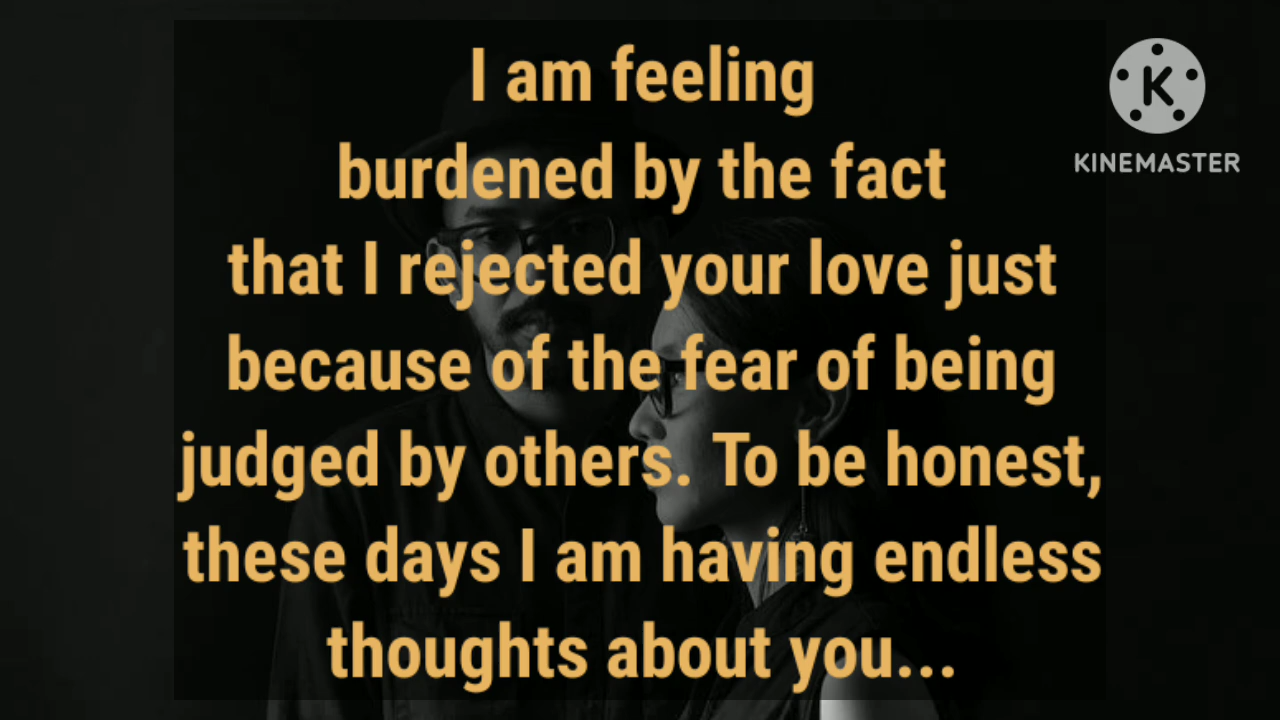 I am feeling
burdened by the fact
that I rejected your love just
because of the fear of being
judged by others. To be honest,
these days I am having endless
thoughts about you...
K
KINEMASTER